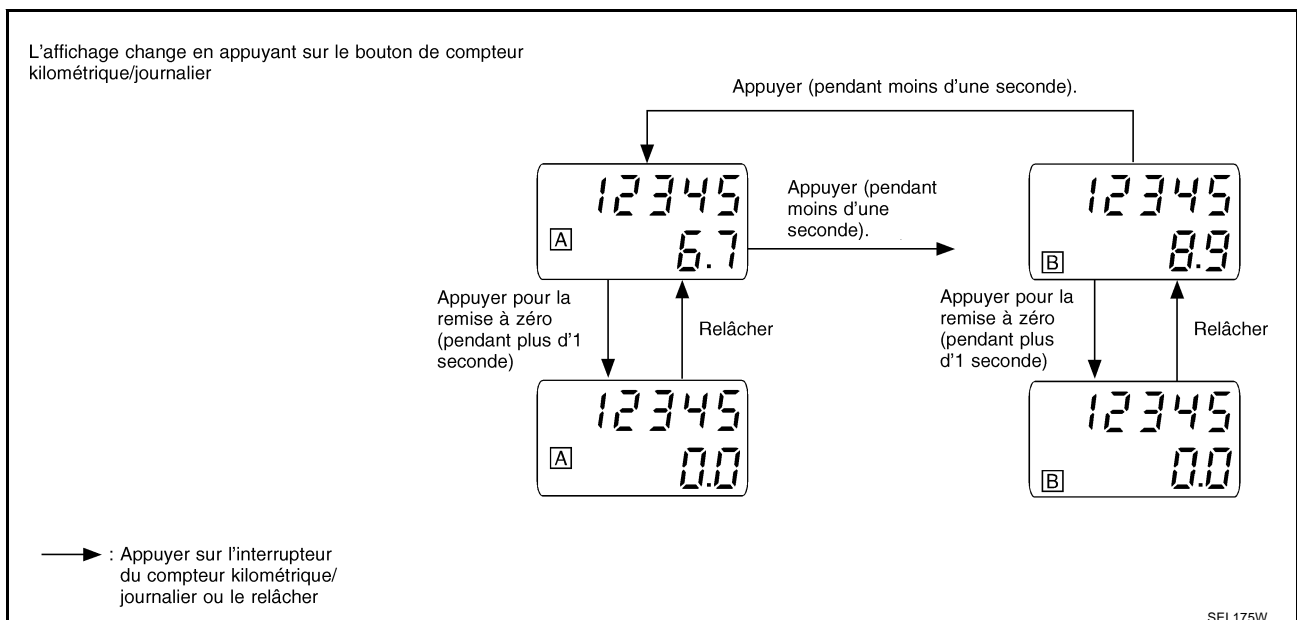 L'affichage change en appuyant sur le bouton de compteur
kilométrique/journalier
Appuyer (pendant moins d'une seconde).
12345
A
6.7
Appuyer (pendant
moins d'une
seconde).
12345
B
8.9
Appuyer pour la
remise à zéro
(pendant plus d'1
seconde)
Relâcher
Appuyer pour la
remise à zéro
(pendant plus
d'1 seconde)
Relâcher
12345
A
0.0
12345
B
0.0
: Appuyer sur l'interrupteur
du compteur kilométrique/
journalier ou le relâcher
SEL175W